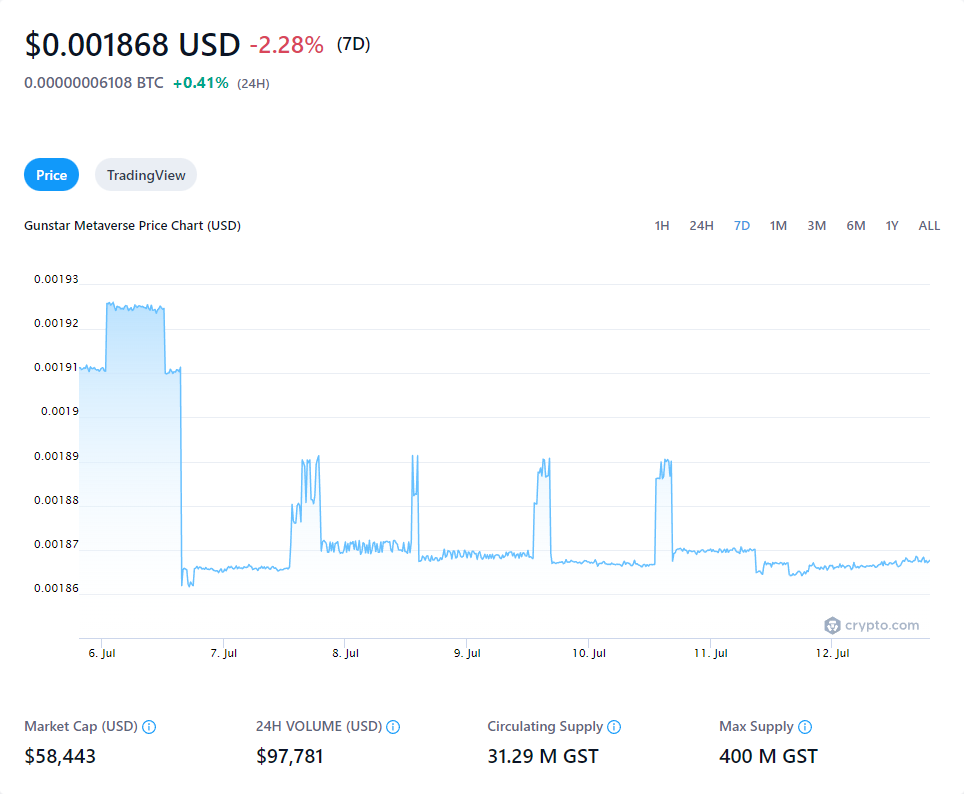 $0.001868 USD -2.28% (7D)
0.00000006108 BTC +0.41% (24H)
Price TradingView
Gunstar Metaverse Price Chart (USD) 1H 24H 7D 1M 3M 6M 1Y ALL
0.00193
0.00192
0.00191
0.0019
0.00189
0.00188
0.00187
0.00186
crypto.com
6. Jul 7. Jul 8. Jul 9. Jul 10. Jul 11. Jul 12. Jul
Market Cap (USD) 24H VOLUME (USD) Circulating Supply Max Supply
$58,443 $97,781 31.29 M GST 400 M GST